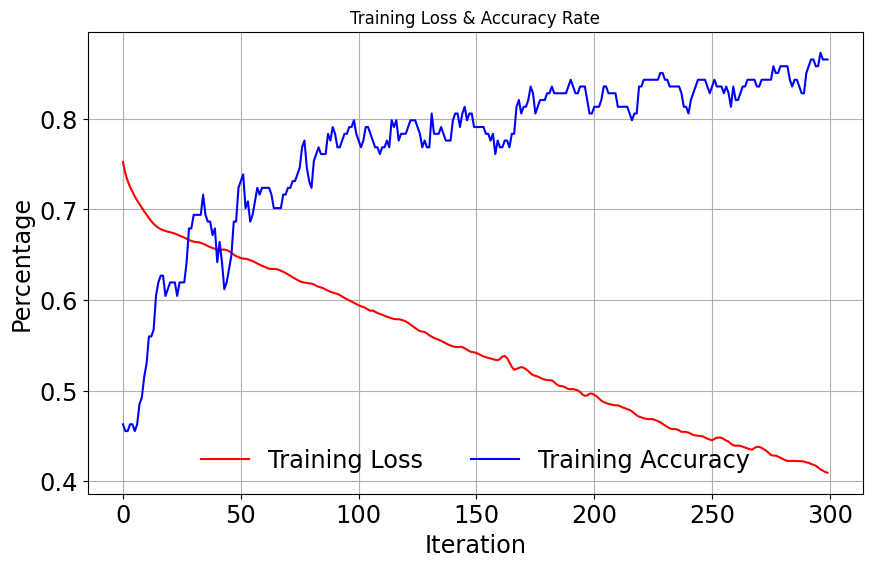 Training Loss & Accuracy Rate
Percentage
0.8
0.7
0.6
0.5
0.4
Training Loss Training Accuracy
0 50 100 150 200 250 300
Iteration